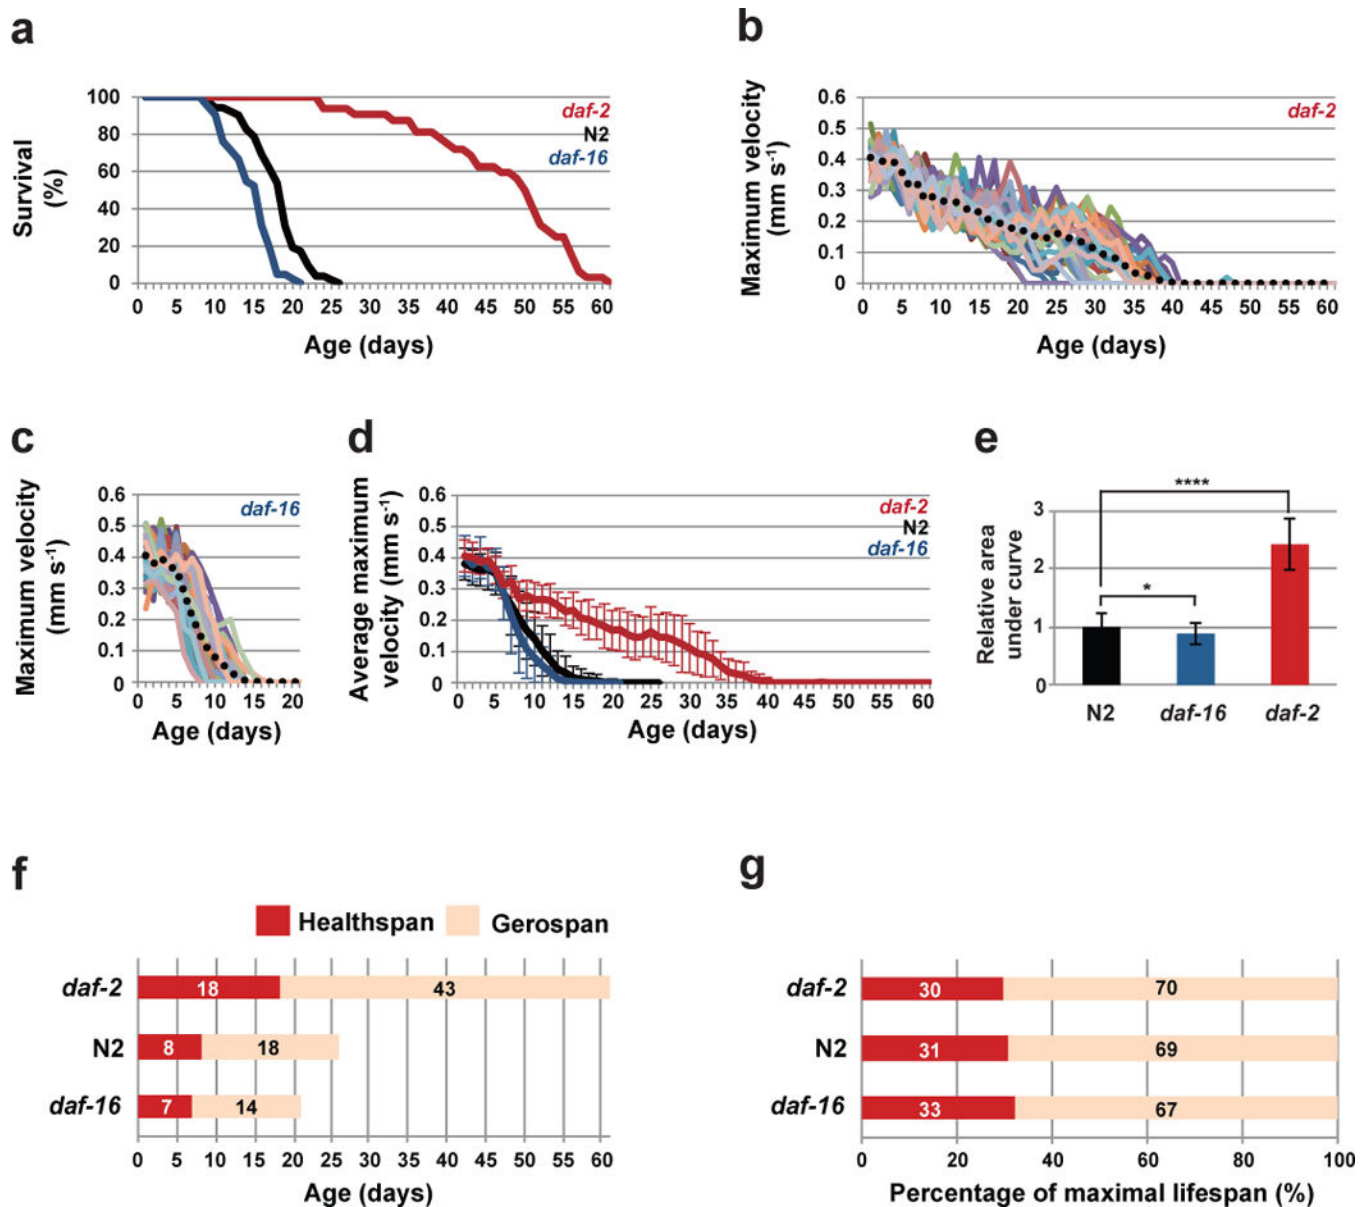 a
100
80
60
40
20
0
Survival
(%)
daf-2
N2
daf-16
0 5 10 15 20 25 30 35 40 45 50 55 60
Age (days)
b
0.6
0.5
0.4
0.3
0.2
0.1
0
Maximum velocity
(mm s-1)
daf-2
0 5 10 15 20 25 30 35 40 45 50 55 60
Age (days)
c
0.6
0.5
0.4
0.3
0.2
0.1
0
Maximum velocity
(mm s-1)
daf-16
0 5 10 15 20
Age (days)
d
0.6
0.5
0.4
0.3
0.2
0.1
0
Average maximum
velocity (mm s-1)
daf-2
N2
daf-16
0 5 10 15 20 25 30 35 40 45 50 55 60
Age (days)
e
3
2
1
0
Relative area
under curve
****
*
N2 daf-16 daf-2
f
Healthspan Gerospan
daf-2 18 43
N2 8 18
daf-16 7 14
0 5 10 15 20 25 30 35 40 45 50 55 60
Age (days)
g
daf-2 30 70
N2 31 69
daf-16 33 67
0 20 40 60 80 100
Percentage of maximal lifespan (%)